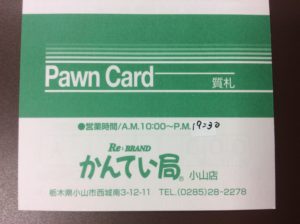 Pawn Card 質札
●営業時間/A.M.10:00～P.M.19:30
Re:BRAND
かんてい局® 小山店
栃木県小山市西城南3-12-11 TEL.(0285)28-2278